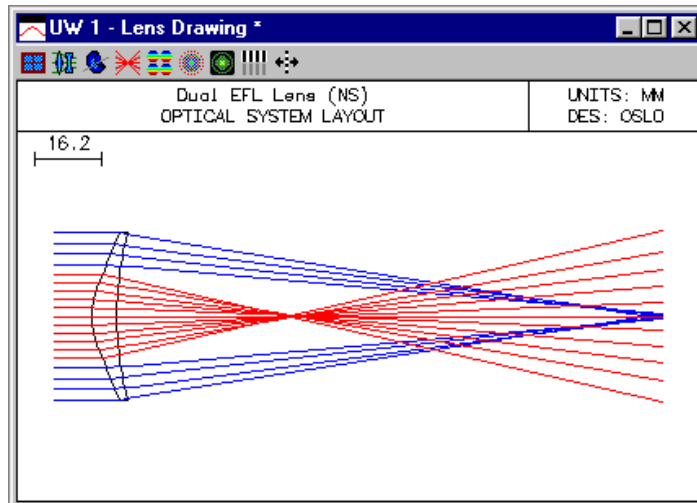 UW 1 - Lens Drawing *
Dual EFL Lens (NS)
OPTICAL SYSTEM LAYOUT
UNITS: MM
DES: OSLO
16.2